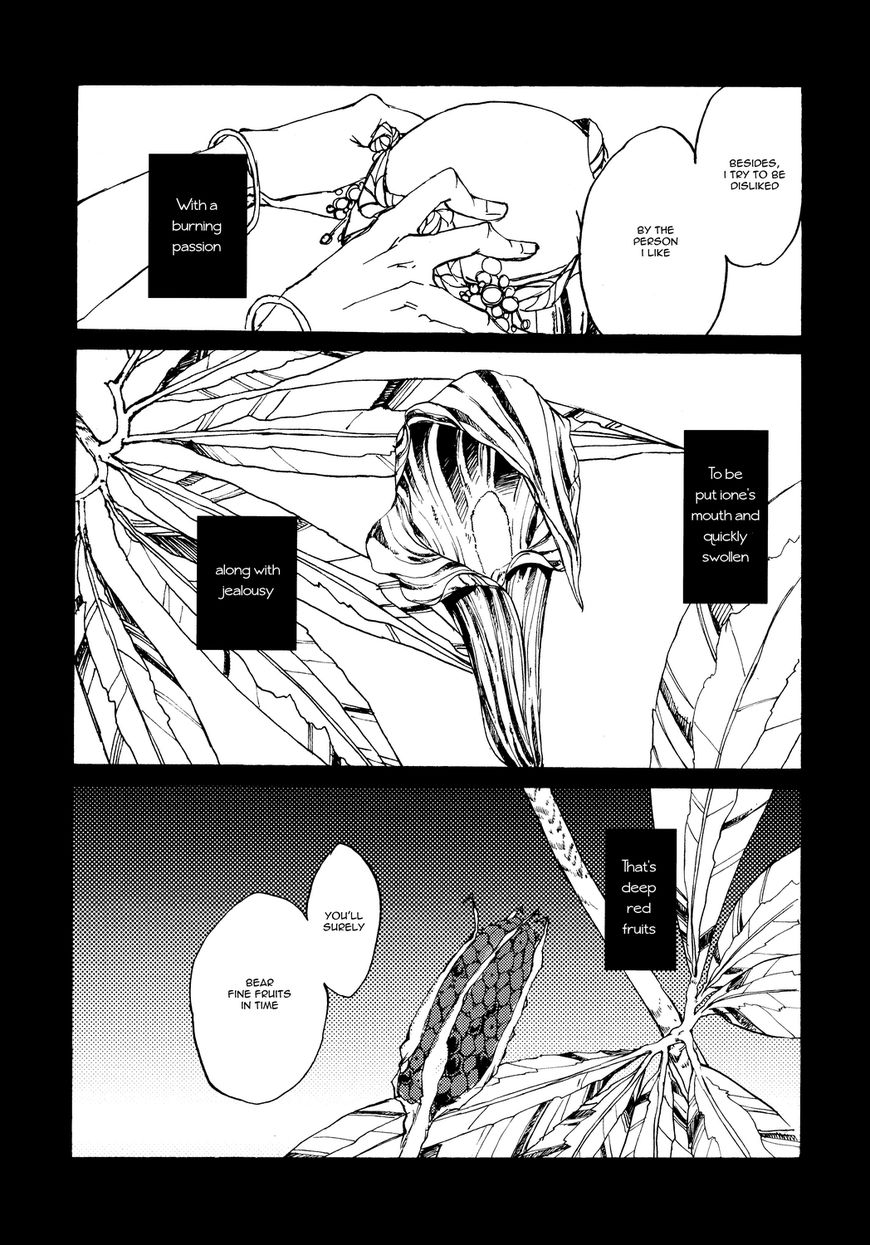 BESIDES,
I TRY TO BE
DISLIKED
BY THE
PERSON
I LIKE
With a
burning
passion
To be
put ione's
mouth and
quickly
swollen
along with
jealousy
That's
deep
red
fruits
YOU'LL
SURELY
BEAR
FINE FRUITS
IN TIME